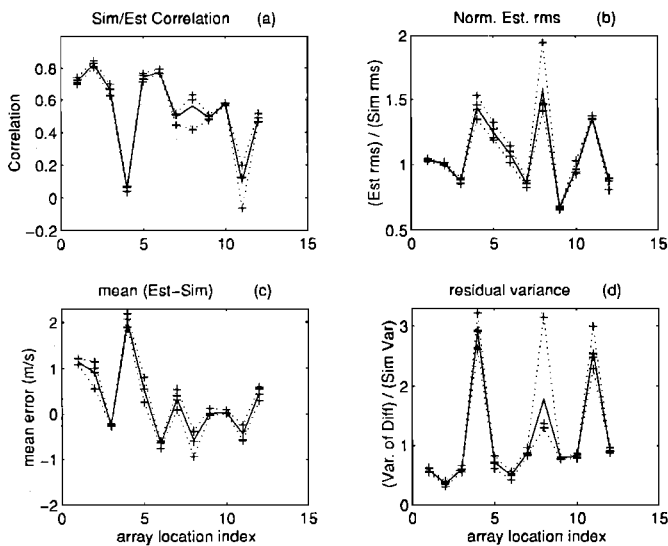 Sim/Est Correlation (a)
Correlation
0.8
0.6
0.4
0.2
0
−0.2
0 5 10 15
Norm. Est. rms (b)
(Est rms) / (Sim rms)
2
1.5
1
0.5
0 5 10 15
mean (Est−Sim) (c)
mean error (m/s)
2
1
0
−1
−2
0 5 10 15
array location index
residual variance (d)
(Var. of Diff) / (Sim Var)
3
2
1
0
0 5 10 15
array location index